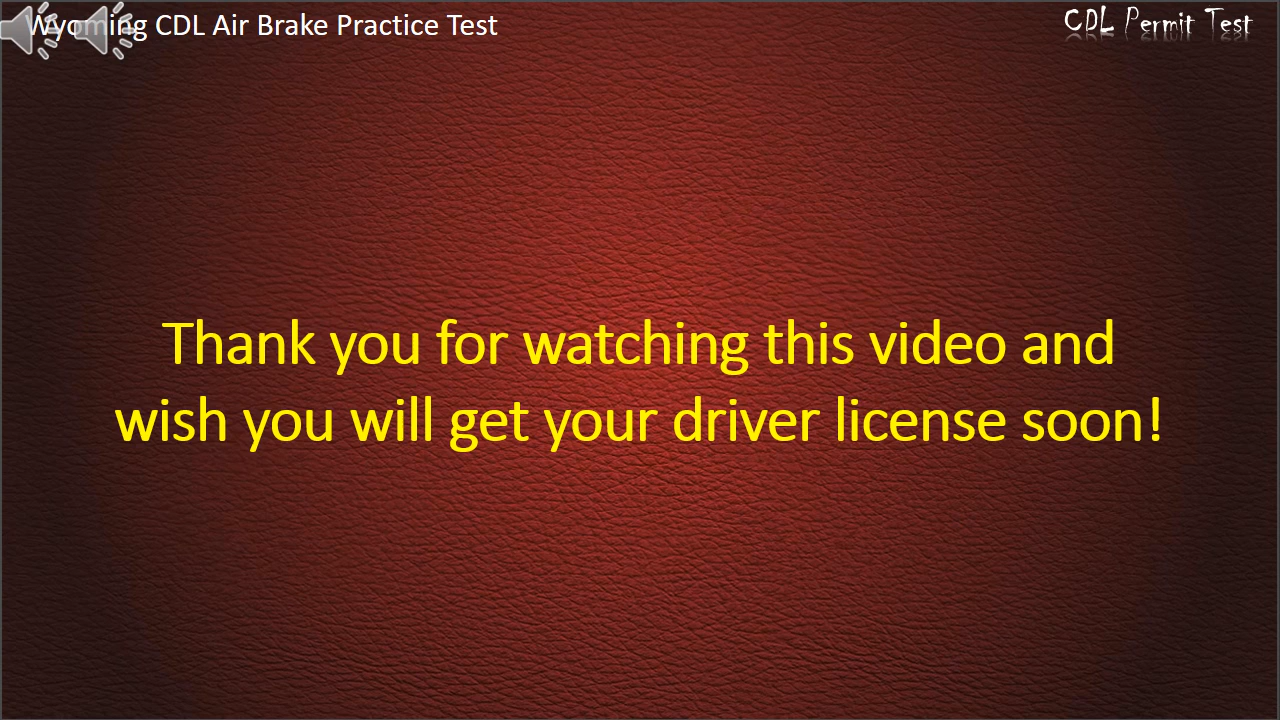 Wyoming CDL Air Brake Practice Test
CDL Permit Test
Thank you for watching this video and
wish you will get your driver license soon!